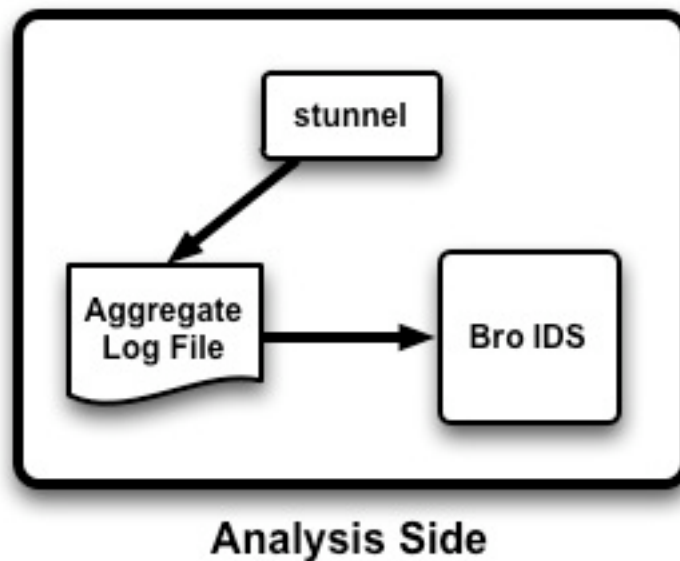 stunnel
Aggregate
Log File
Bro IDS
Analysis Side